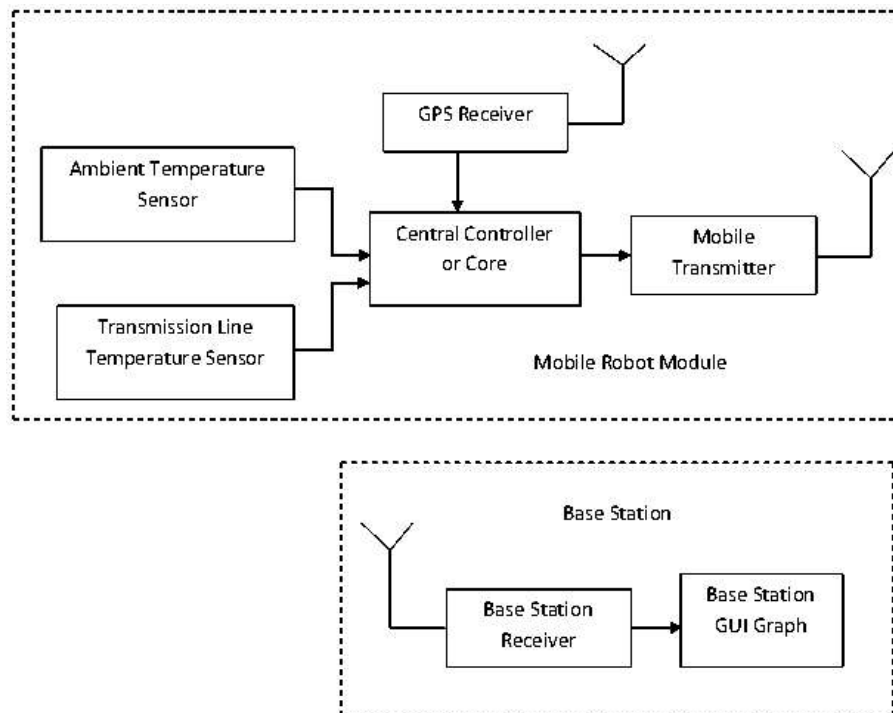 GPS Receiver
Ambient Temperature
Sensor
Central Controller
or Core
Mobile
Transmitter
Transmission Line
Temperature Sensor
Mobile Robot Module
Base Station
Base Station
Receiver
Base Station
GUI Graph